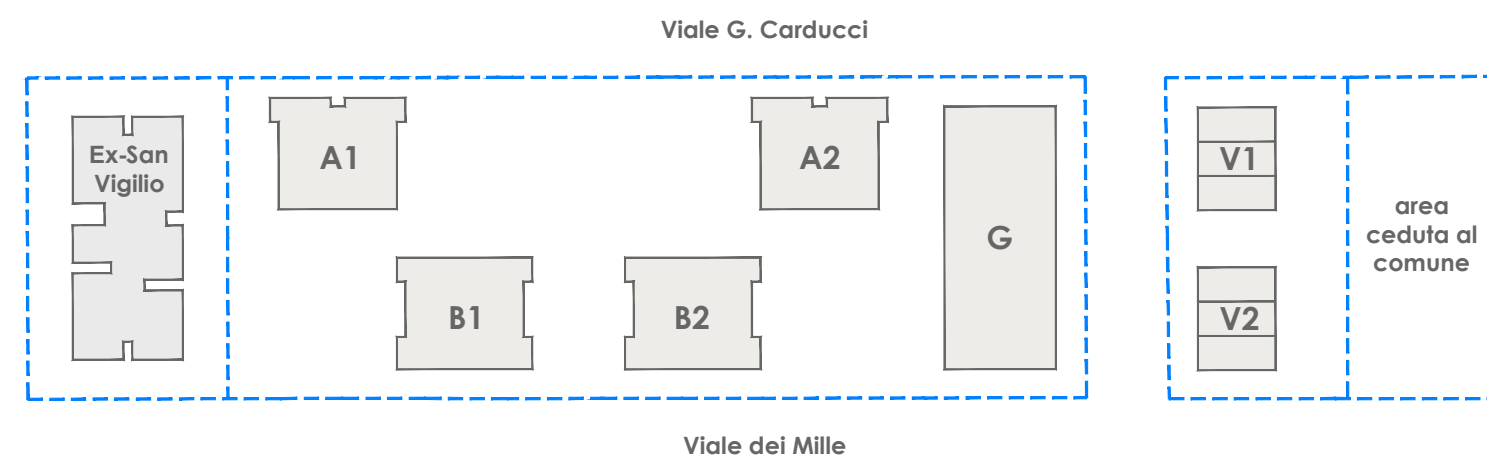 Viale G. Carducci
Ex-San
Vigilio
A1
A2
V1
G
area
ceduta al
comune
B1
B2
V2
Viale dei Mille